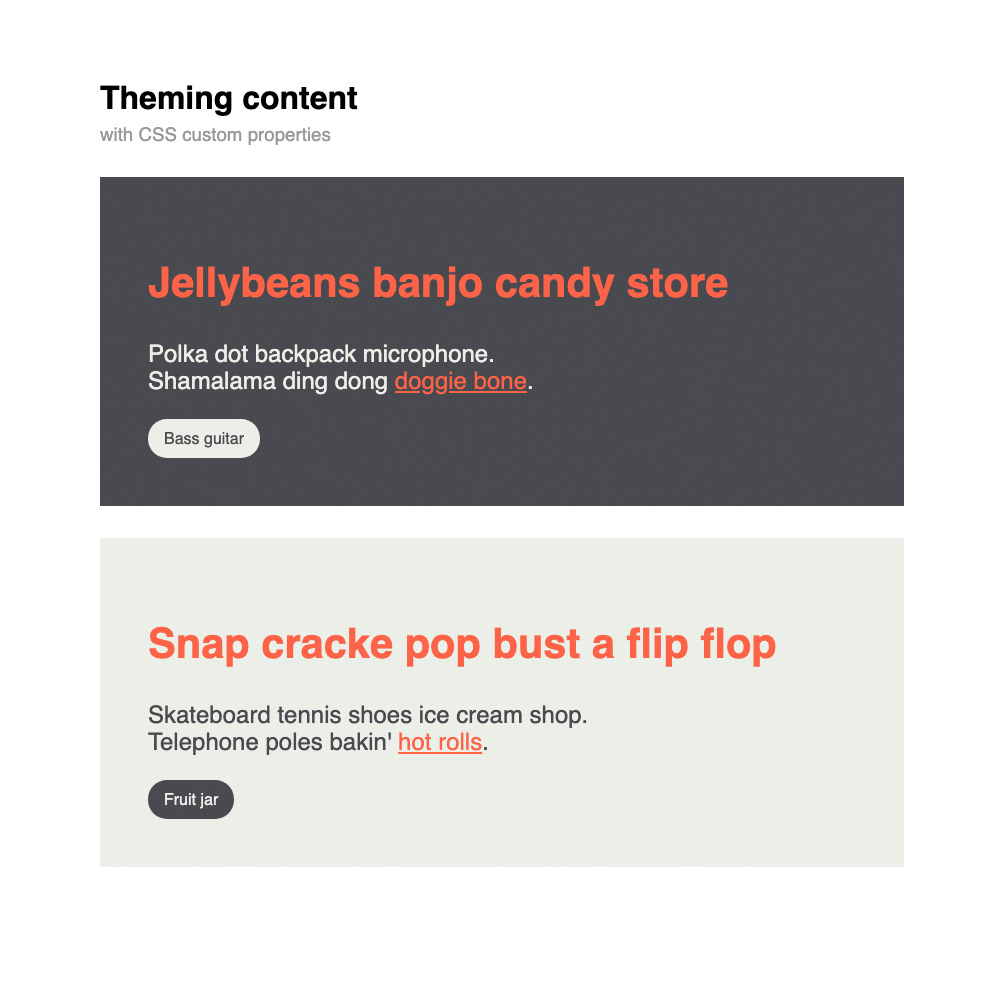 Theming content
with CSS custom properties
Jellybeans banjo candy store
Polka dot backpack microphone.
Shamalama ding dong doggie bone.
Bass guitar
Snap cracke pop bust a flip flop
Skateboard tennis shoes ice cream shop.
Telephone poles bakin' hot rolls.
Fruit jar